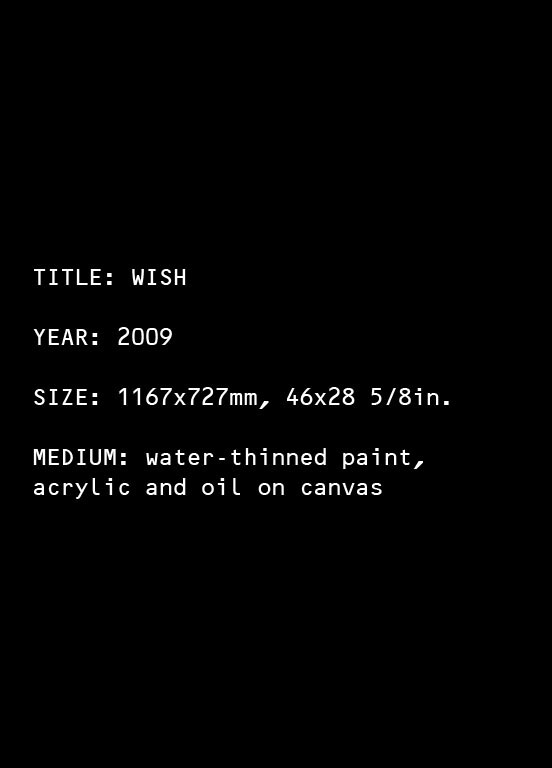 TITLE: WISH
YEAR: 2009
SIZE: 1167x727mm, 46x28 5/8in.
MEDIUM: water-thinned paint,
acrylic and oil on canvas